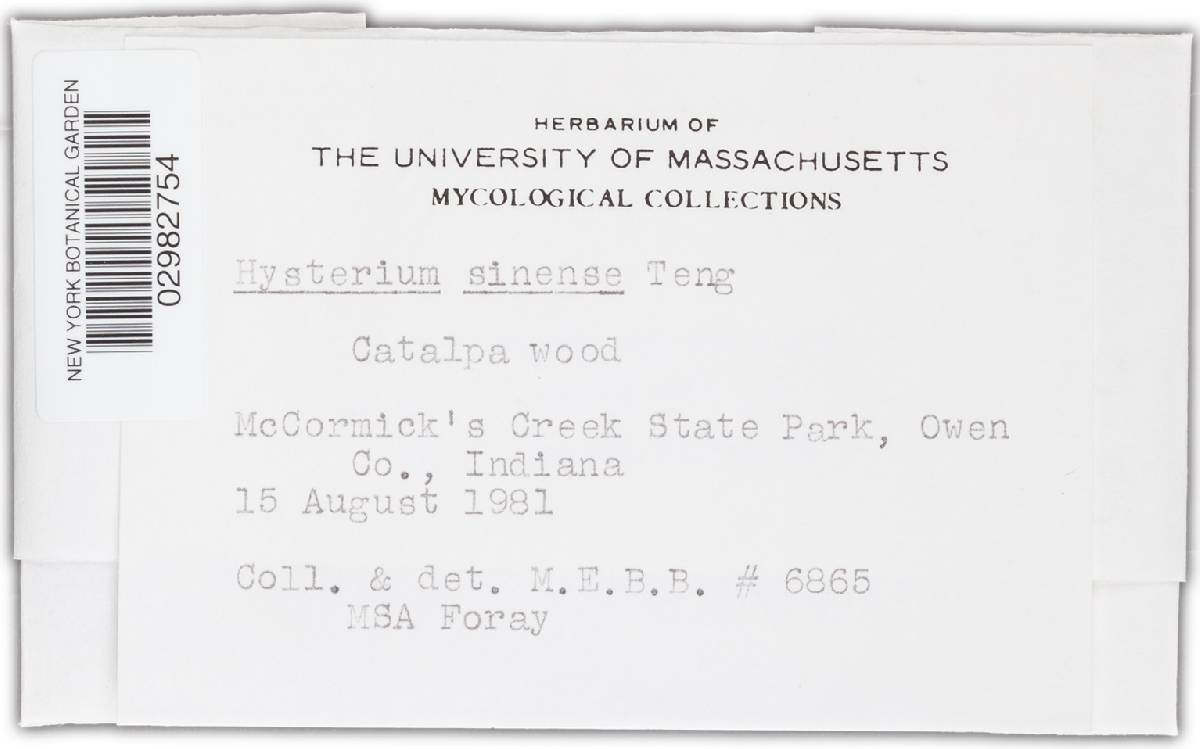 NEW YORK BOTANICAL GARDEN
02982754
HERBARIUM OF
THE UNIVERSITY OF MASSACHUSETTS
MYCOLOGICAL COLLECTIONS
Hysterium sinense Teng
Catalpa wood
McCormick's Creek State Park, Owen
Co., Indiana
15 August 1981
Coll. & det. M.E.B.B. # 6865
MSA Foray